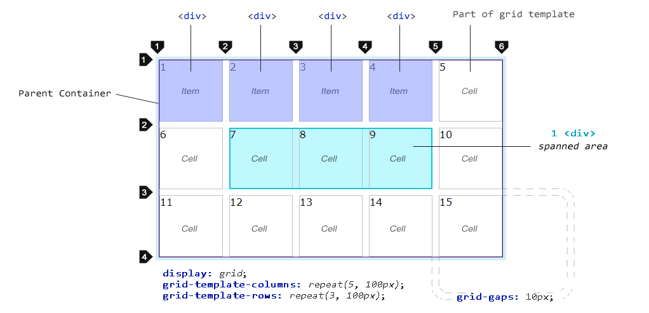 <div> <div> <div> <div> Part of grid template
1 2 3 4 5 6
1
1 2 3 4 5
Item Item Item Item Cell
Parent Container
2
6 7 8 9 10
1 <div>
spanned area
Cell Cell Cell Cell Cell
3
11 12 13 14 15
Cell Cell Cell Cell Cell
4
display: grid;
grid-template-columns: repeat(5, 100px);
grid-template-rows: repeat(3, 100px);
grid-gaps: 10px;